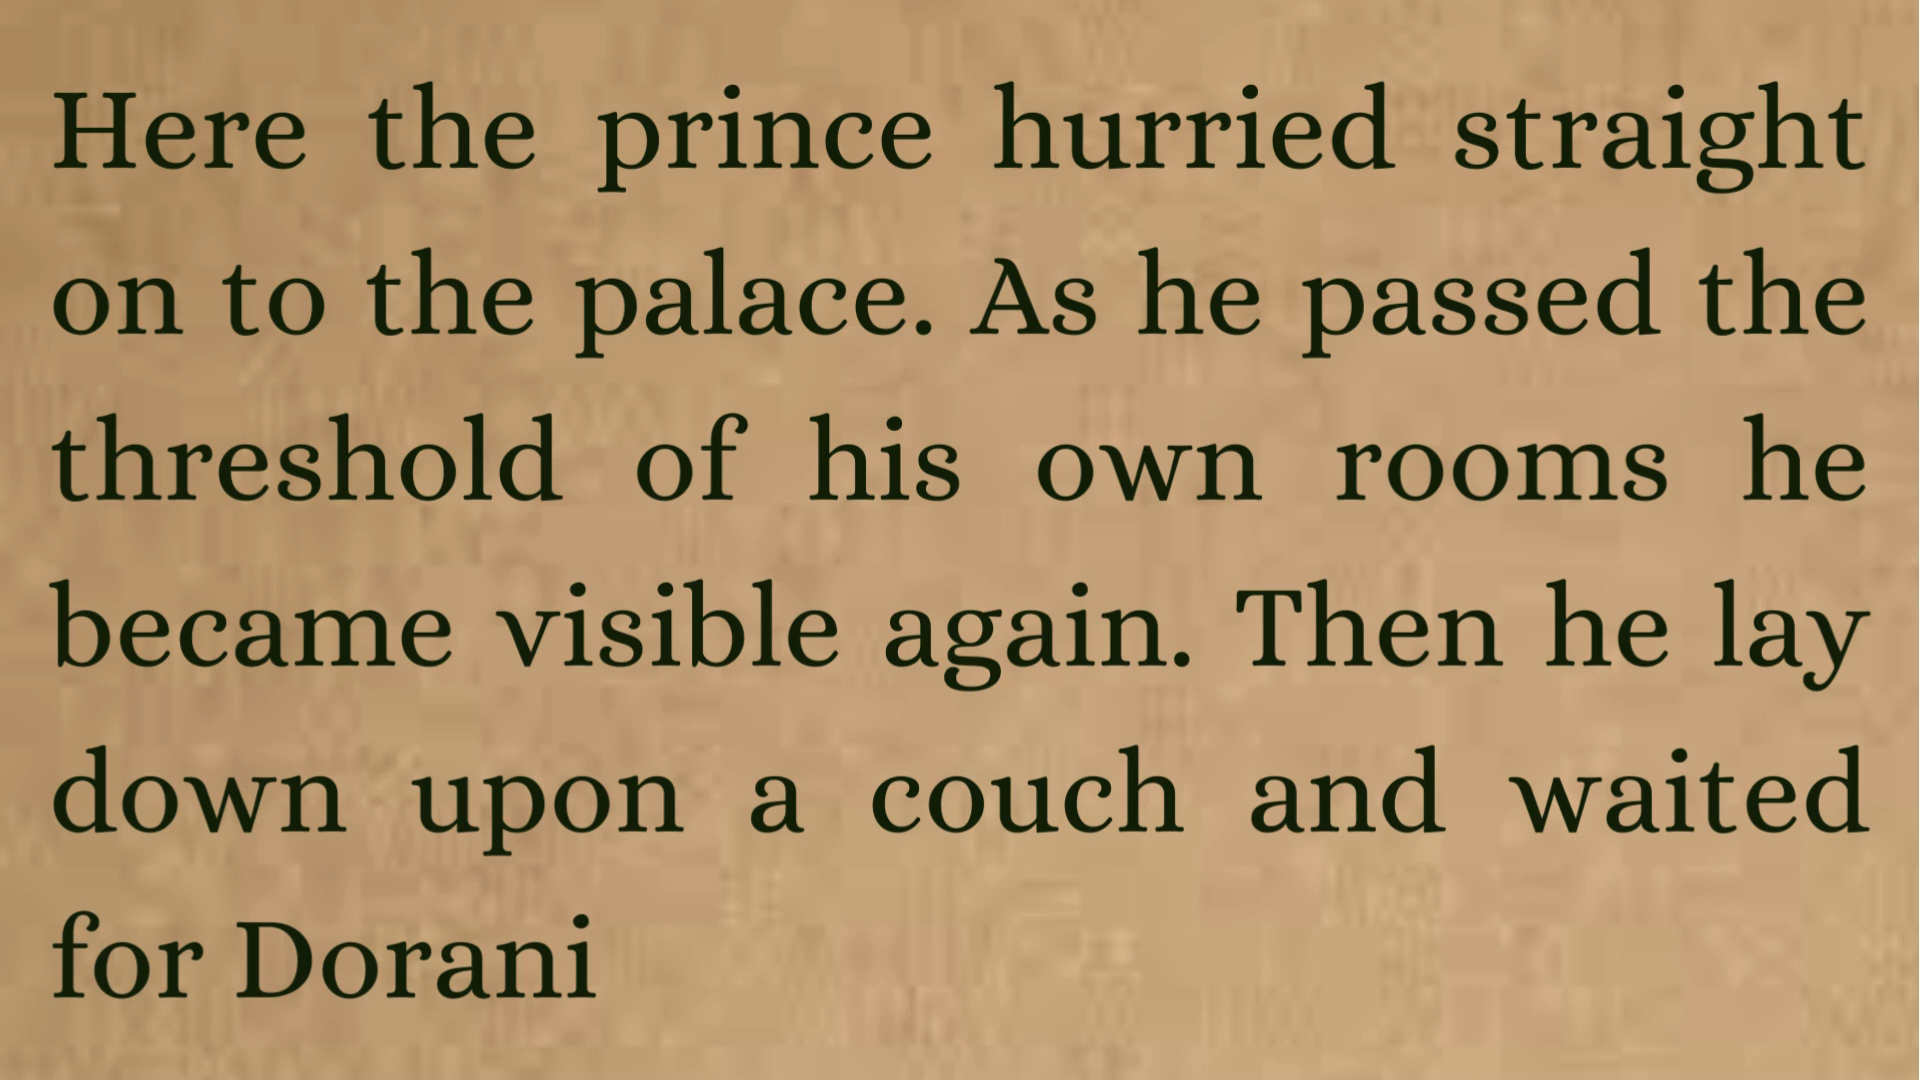 Here the prince hurried straight
on to the palace. As he passed the
threshold of his own rooms he
became visible again. Then he lay
down upon a couch and waited
for Dorani